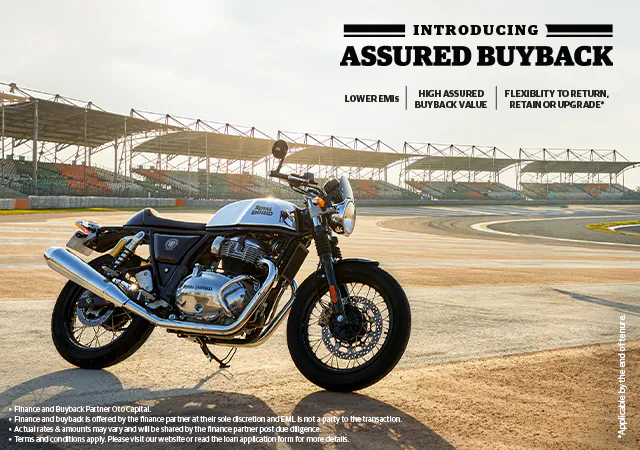 INTRODUCING
ASSURED BUYBACK
LOWER EMIs
HIGH ASSURED
BUYBACK VALUE
FLEXIBLITY TO RETURN,
RETAIN OR UPGRADE*
ROYAL
ENFIELD
ROYAL ENFIELD
*Applicable by the end of tenure.
• Finance and Buyback Partner Oto Capital.
• Finance and buyback is offered by the finance partner at their sole discretion and EML is not a party to the transaction.
• Actual rates & amounts may vary and will be shared by the finance partner post due diligence.
• Terms and conditions apply. Please visit our website or read the loan application form for more details.